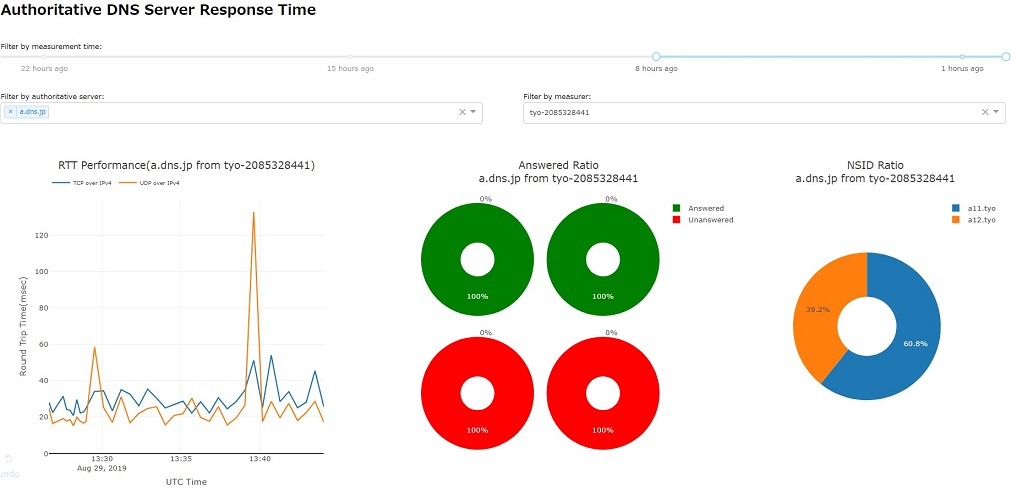 Authoritative DNS Server Response Time
Filter by measurement time:
22 hours ago
15 hours ago
8 hours ago
1 horus ago
Filter by authoritative server:
× a.dns.jp
Filter by measurer:
tyo-2085328441
RTT Performance(a.dns.jp from tyo-2085328441)
TCP over IPv4
UDP over IPv4
Round Trip Time(msec)
120
100
80
60
40
20
0
13:30
13:35
13:40
Aug 29, 2019
UTC Time
Answered Ratio
a.dns.jp from tyo-2085328441
0%
0%
100%
100%
0%
0%
100%
100%
Answered
Unanswered
NSID Ratio
a.dns.jp from tyo-2085328441
a11.tyo
a12.tyo
39.2%
60.8%
undo